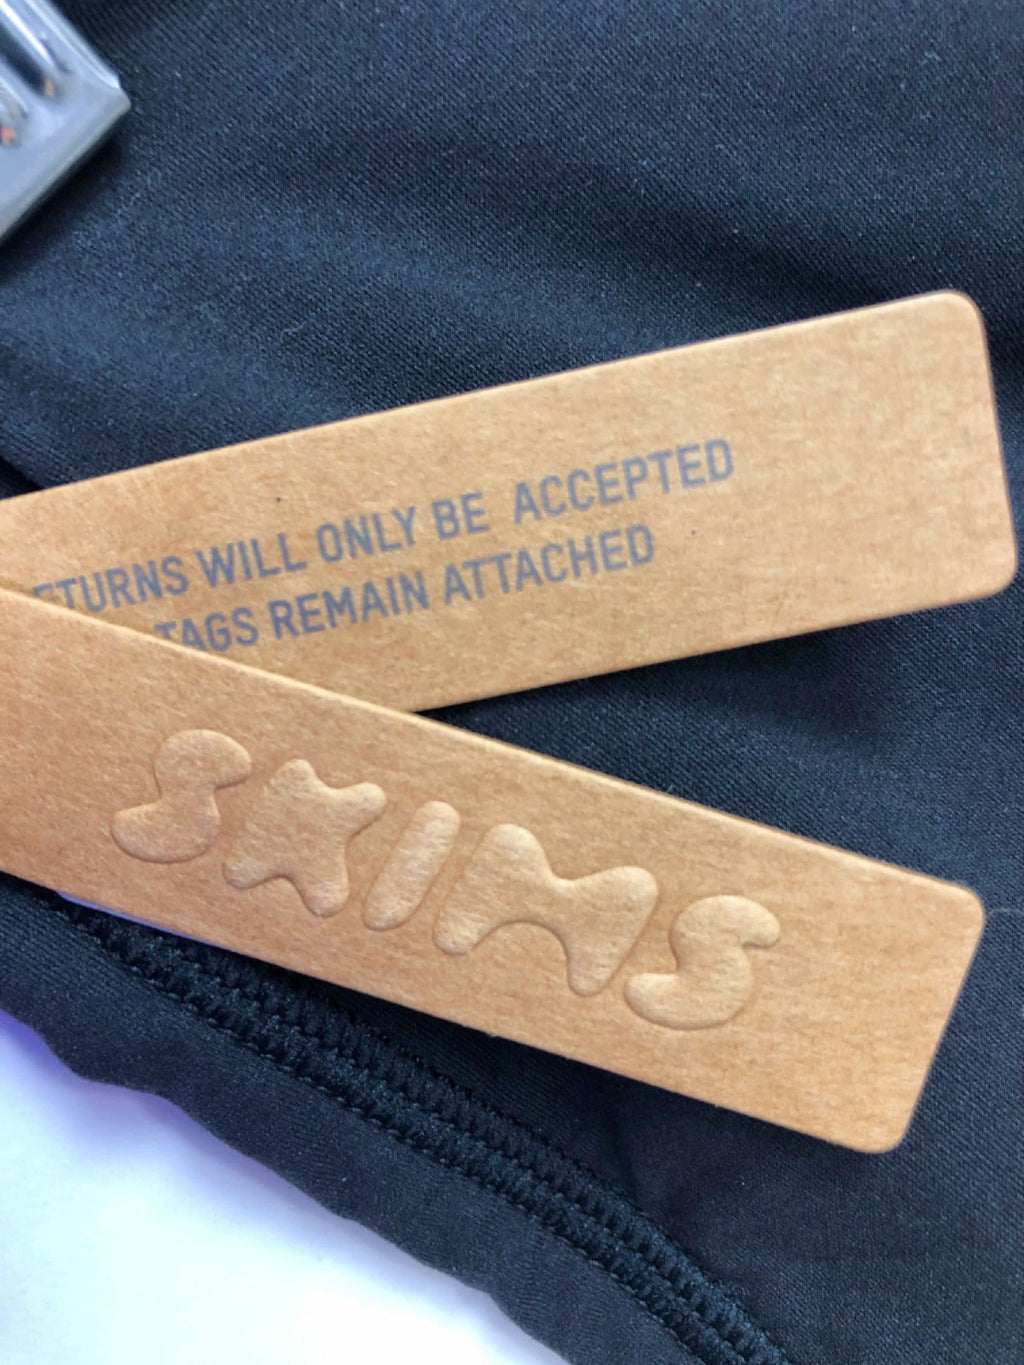 ETURNS WILL ONLY BE ACCEPTED
TAGS REMAIN ATTACHED
SKIMS